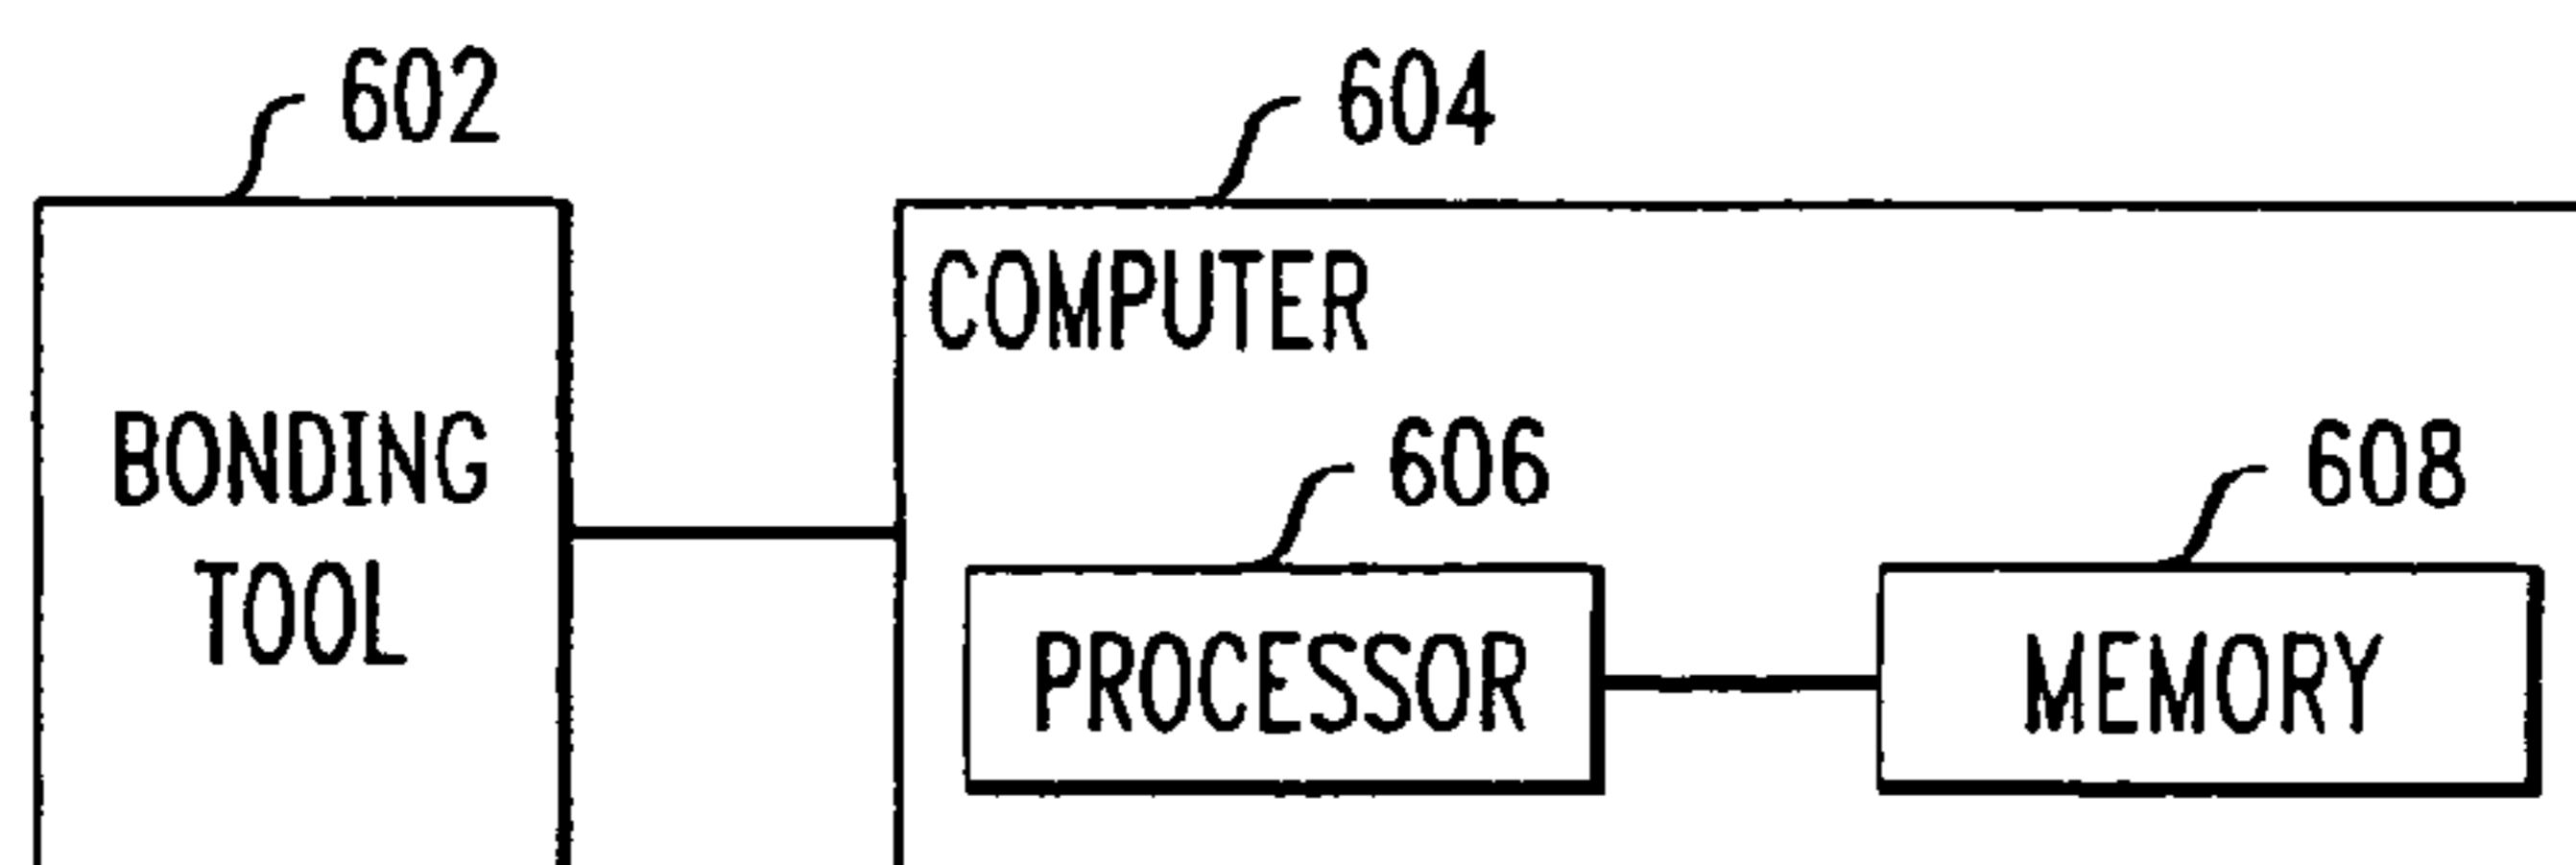 602
604
COMPUTER
BONDING
TOOL
606
608
PROCESSOR
MEMORY